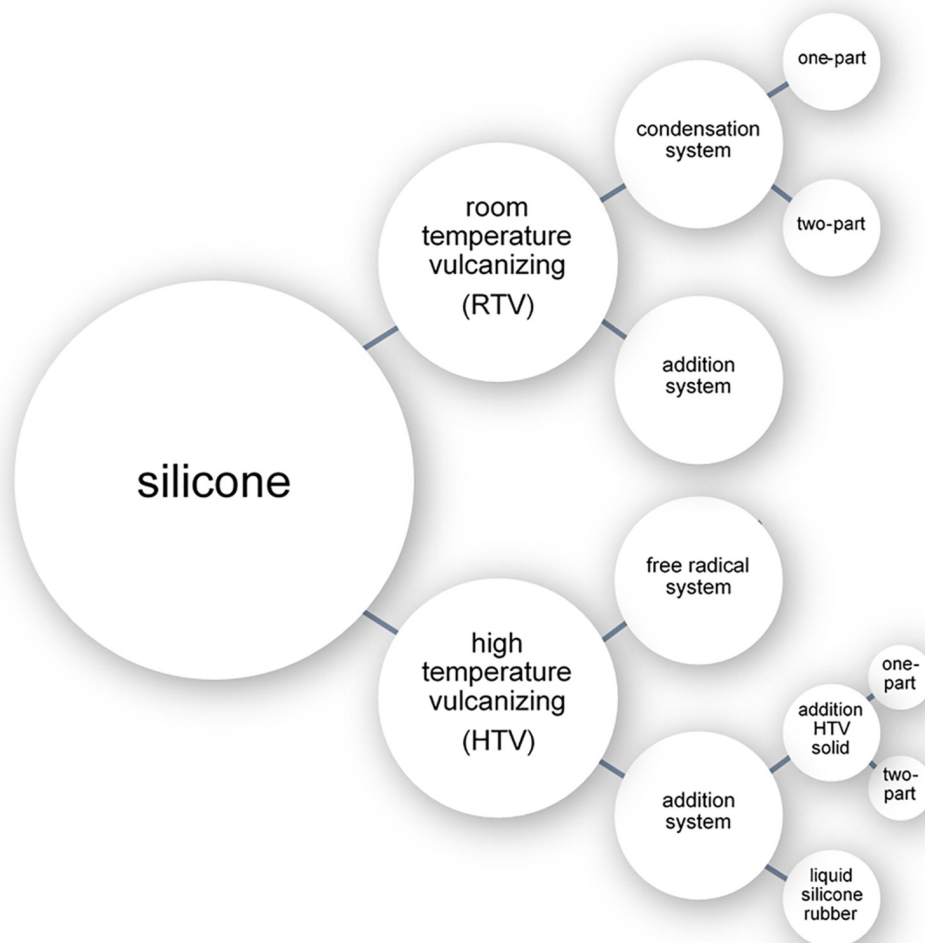 silicone
room
temperature
vulcanizing
(RTV)
condensation
system
one-part
two-part
addition
system
high
temperature
vulcanizing
(HTV)
free radical
system
addition
system
addition
HTV
solid
one-
part
two-
part
liquid
silicone
rubber